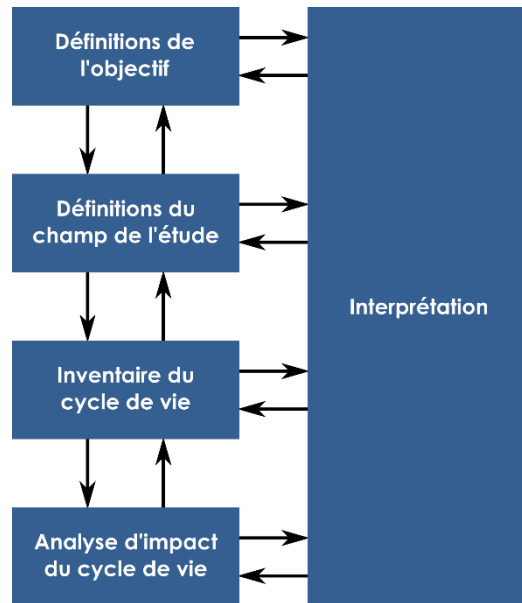 Définitions de
l'objectif
Définitions du
champ de l'étude
Interprétation
Inventaire du
cycle de vie
Analyse d'impact
du cycle de vie